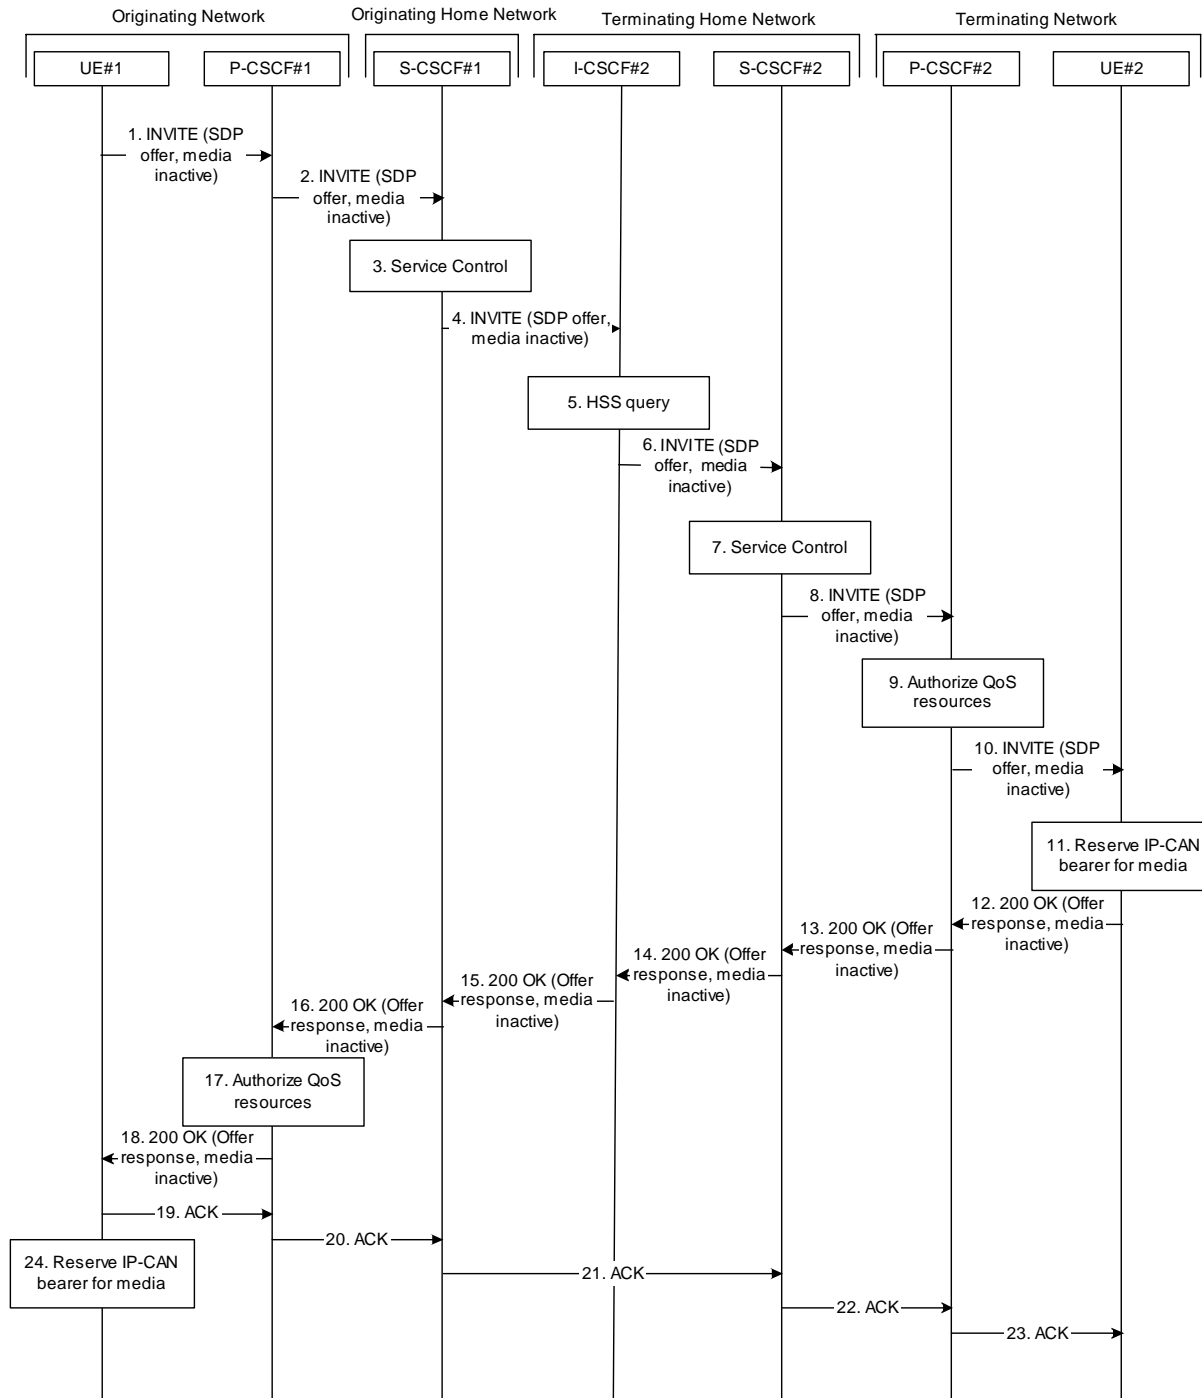 Originating Network
Originating Home Network
Terminating Home Network
Terminating Network
UE#1
P-CSCF#1
S-CSCF#1
I-CSCF#2
S-CSCF#2
P-CSCF#2
UE#2
1. INVITE (SDP
offer, media
inactive)
2. INVITE (SDP
offer, media
inactive)
3. Service Control
4. INVITE (SDP offer,
media inactive)
5. HSS query
6. INVITE (SDP
offer, media
inactive)
7. Service Control
8. INVITE (SDP
offer, media
inactive)
9. Authorize QoS
resources
10. INVITE (SDP
offer, media
inactive)
11. Reserve IP-CAN
bearer for media
12. 200 OK (Offer
response, media
inactive)
13. 200 OK (Offer
response, media
inactive)
14. 200 OK (Offer
response, media
inactive)
15. 200 OK (Offer
response, media
inactive)
16. 200 OK (Offer
response, media
inactive)
17. Authorize QoS
resources
18. 200 OK (Offer
response, media
inactive)
19. ACK
20. ACK
24. Reserve IP-CAN
bearer for media
21. ACK
22. ACK
23. ACK